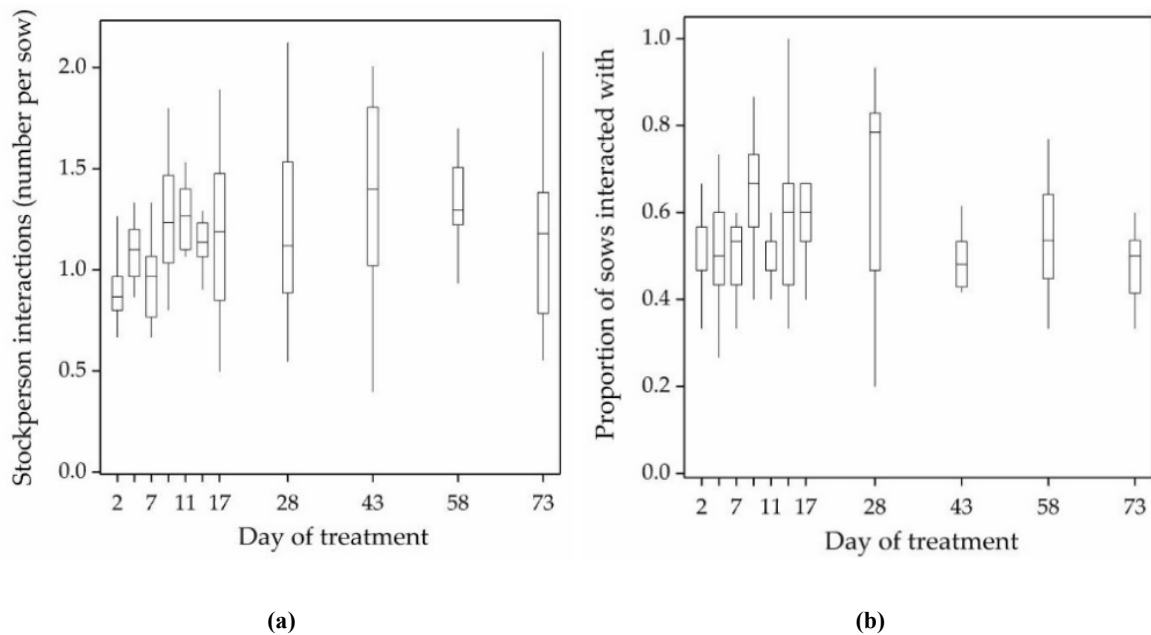 Stockperson interactions (number per sow)
2.0
1.5
1.0
0.5
0.0
2 7 11 17 28 43 58 73
Day of treatment
(a)
Proportion of sows interacted with
1.0
0.8
0.6
0.4
0.2
0.0
2 7 11 17 28 43 58 73
Day of treatment
(b)